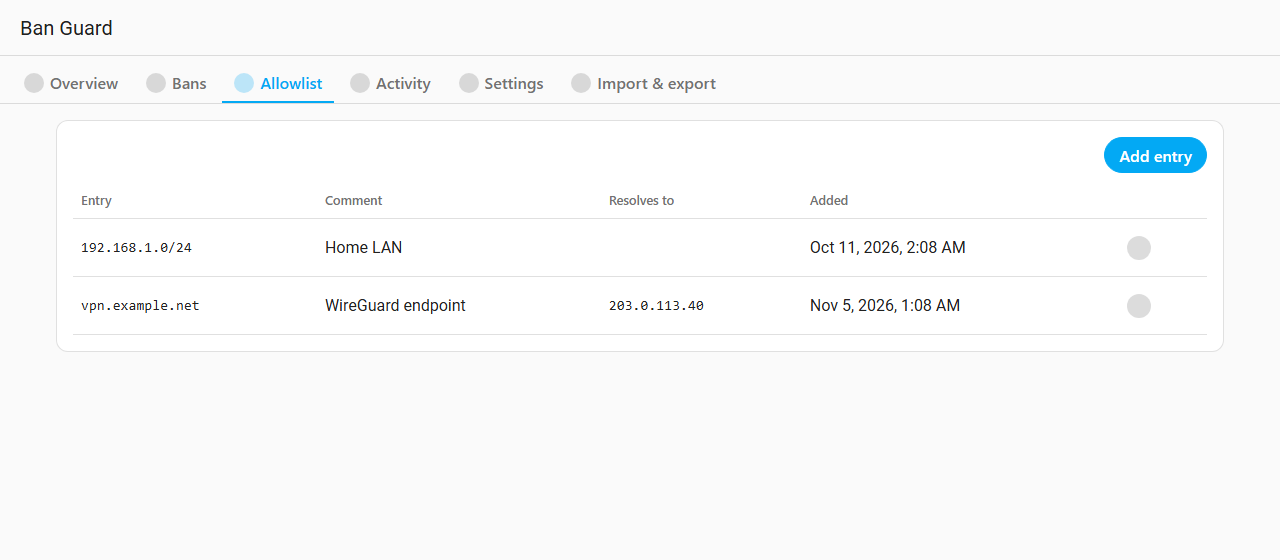 Ban Guard
Overview Bans Allowlist Activity Settings Import & export
Add entry
Entry Comment Resolves to Added
192.168.1.0/24 Home LAN Oct 11, 2026, 2:08 AM
vpn.example.net WireGuard endpoint 203.0.113.40 Nov 5, 2026, 1:08 AM